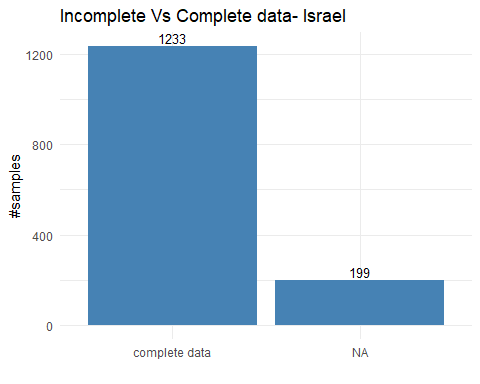 Incomplete Vs Complete data- Israel
1233
1200
800
#samples
400
199
0
complete data
NA